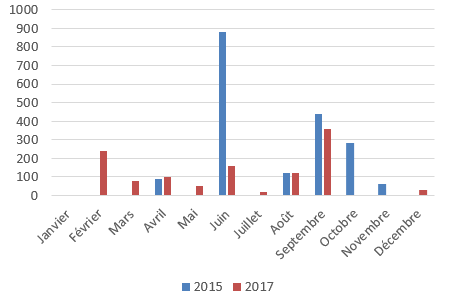 1000
900
800
700
600
500
400
300
200
100
0
Janvier
Février
Mars
Avril
Mai
Juin
Juillet
Août
Septembre
Octobre
Novembre
Décembre
2015 2017